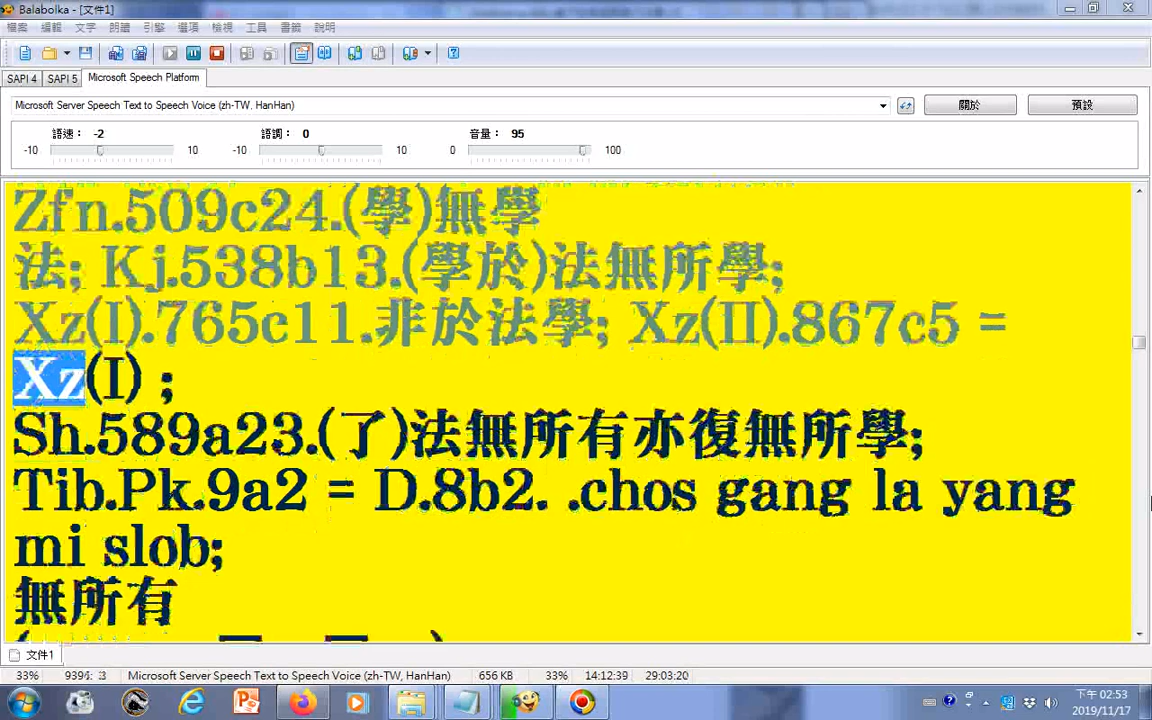 Balabolka - [文件1]
檔案 編輯 文字 朗讀 引擎 選項 檢視 工具 書籤 說明
SAPI 4 SAPI 5 Microsoft Speech Platform
Microsoft Server Speech Text to Speech Voice (zh-TW, HanHan) 關於 預設
語速： -2 語調： 0 音量： 95
-10 10 -10 10 0 100
Zfn.509c24.(學)無學
法; Kj.538b13.(學於)法無所學;
Xz(I).765c11.非於法學; Xz(II).867c5 =
Xz(I) ;
Sh.589a23.(了)法無所有亦復無所學;
Tib.Pk.9a2 = D.8b2. .chos gang la yang
mi slob;
無所有
文件1
33% Microsoft Server Speech Text to Speech Voice (zh-TW, HanHan) 656 KB 33% 14:12:39 29:03:20
下午 02:53
2019/11/17